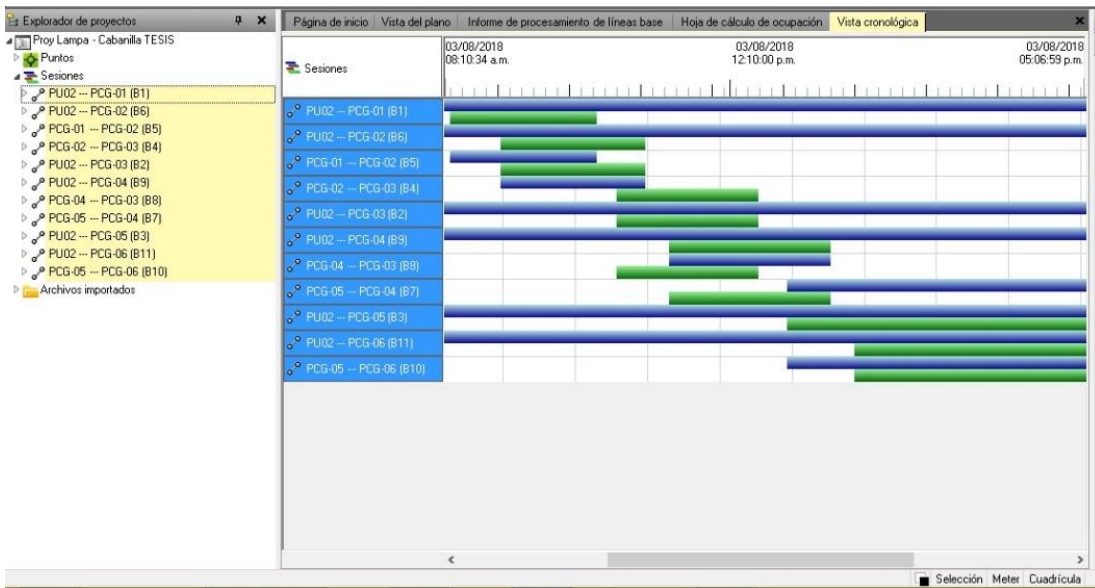 Explorador de proyectos
Proy Lampa - Cabanilla TESIS
Puntos
Sesiones
PU02 --- PCG-01 (B1)
PU02 --- PCG-02 (B6)
PCG-01 --- PCG-02 (B5)
PCG-02 --- PCG-03 (B4)
PU02 --- PCG-03 (B2)
PU02 --- PCG-04 (B9)
PCG-04 --- PCG-03 (B8)
PCG-05 --- PCG-04 (B7)
PU02 --- PCG-05 (B3)
PU02 --- PCG-06 (B11)
PCG-05 --- PCG-06 (B10)
Archivos importados
Página de inicio Vista del plano Informe de procesamiento de líneas base Hoja de cálculo de ocupación Vista cronológica
Sesiones
03/08/2018 03/08/2018 03/08/2018
08:10:34 a.m. 12:10:00 p.m. 05:06:59 p.m.
PU02 --- PCG-01 (B1)
PU02 --- PCG-02 (B6)
PCG-01 --- PCG-02 (B5)
PCG-02 --- PCG-03 (B4)
PU02 --- PCG-03 (B2)
PU02 --- PCG-04 (B9)
PCG-04 --- PCG-03 (B8)
PCG-05 --- PCG-04 (B7)
PU02 --- PCG-05 (B3)
PU02 --- PCG-06 (B11)
PCG-05 --- PCG-06 (B10)
Selección Meter Cuadrícula